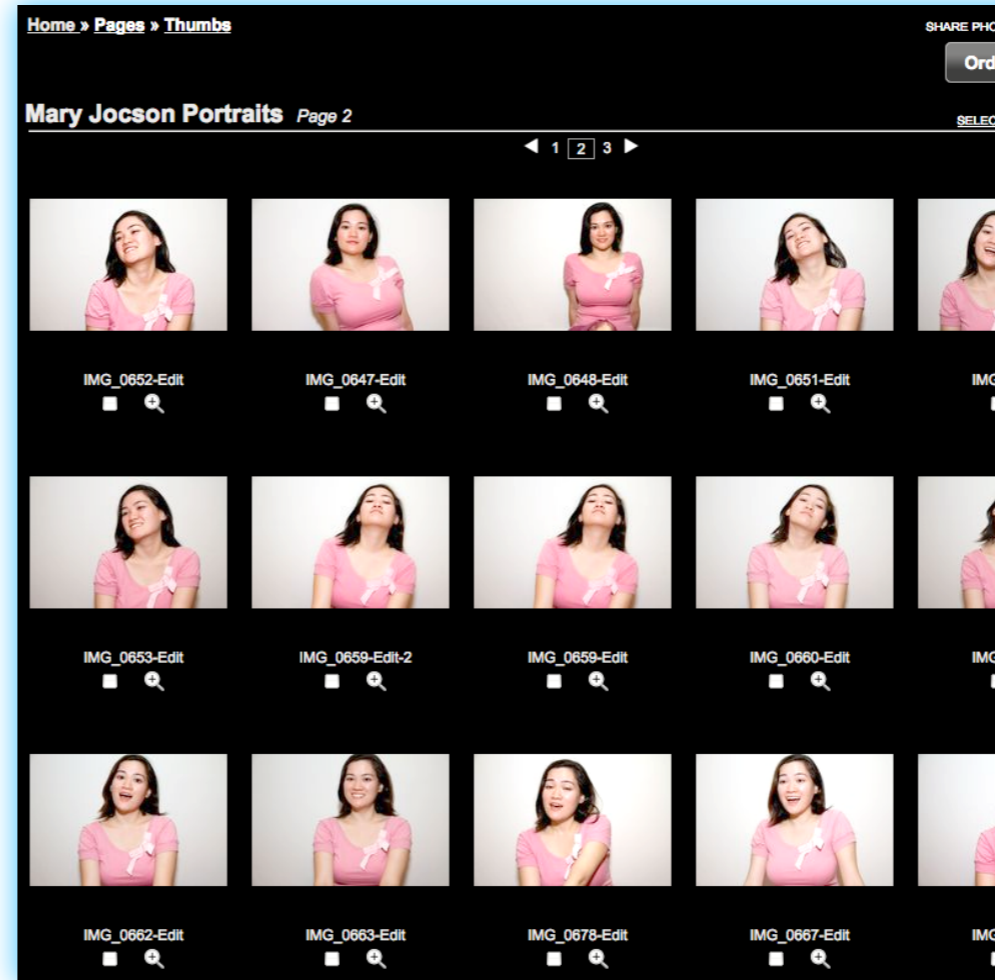 Home » Pages » Thumbs
SHARE
Mary Jocson Portraits Page 2
1 2 3
IMG_0652-Edit IMG_0647-Edit IMG_0648-Edit IMG_0651-Edit
IMG_0653-Edit IMG_0659-Edit-2 IMG_0659-Edit IMG_0660-Edit
IMG_0662-Edit IMG_0663-Edit IMG_0678-Edit IMG_0667-Edit